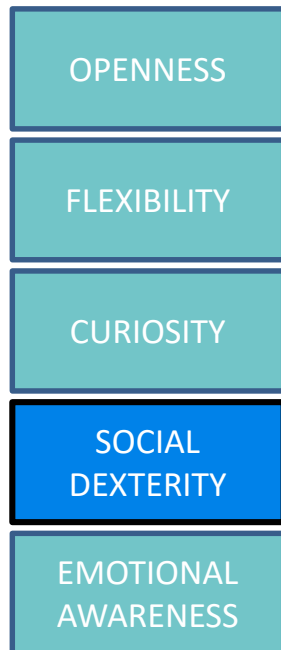 OPENNESS
FLEXIBILITY
CURIOSITY
SOCIAL
DEXTERITY
EMOTIONAL
AWARENESS